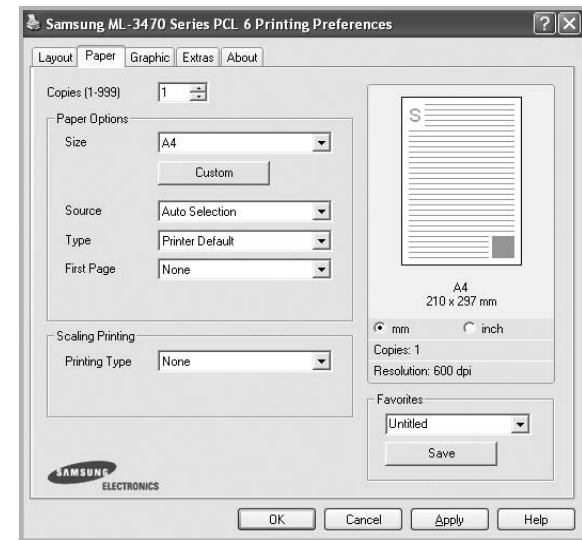 Samsung ML-3470 Series PCL 6 Printing Preferences
Layout Paper Graphic Extras About
Copies (1-999) 1
Paper Options
Size A4
Custom
Source Auto Selection
Type Printer Default
First Page None
Scaling Printing
Printing Type None
SAMSUNG
ELECTRONICS
S
A4
210 x 297 mm
mm inch
Copies: 1
Resolution: 600 dpi
Favorites
Untitled
Save
OK Cancel Apply Help